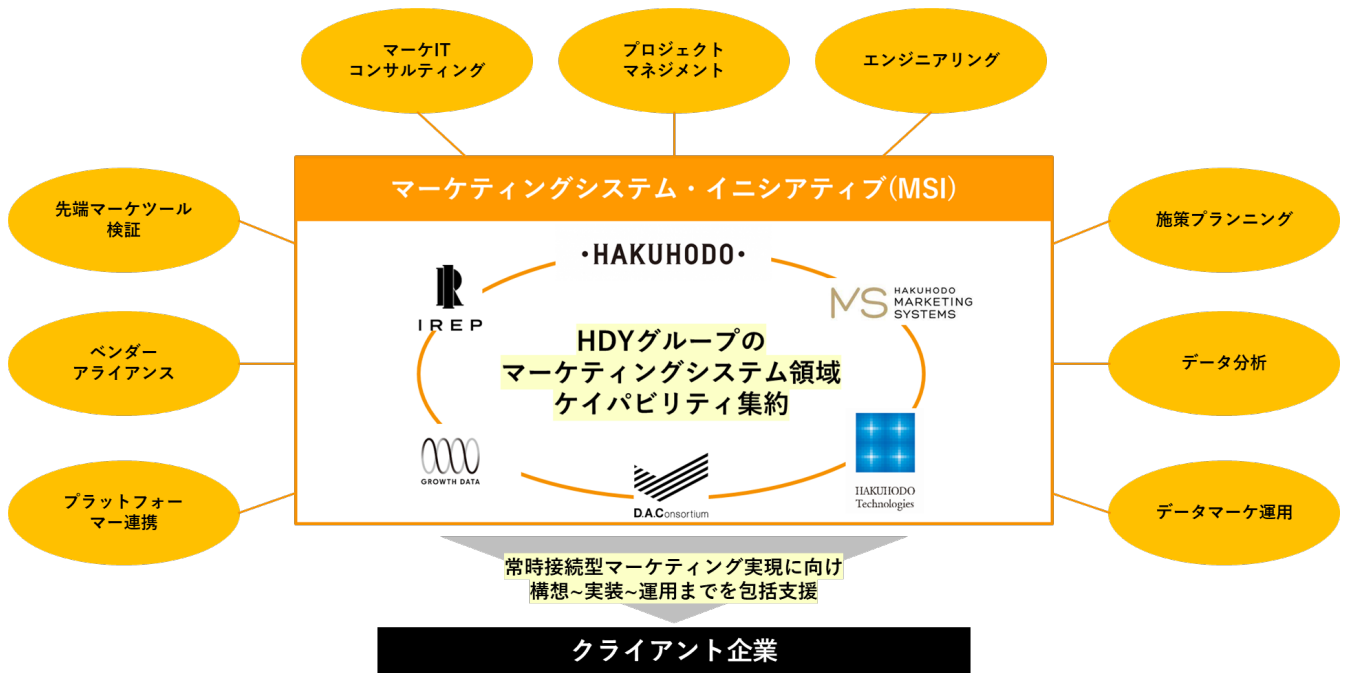 マーケIT
コンサルティング
プロジェクト
マネジメント
エンジニアリング
マーケティングシステム・イニシアティブ(MSI)
先端マーケツール
検証
ベンダー
アライアンス
プラットフォー
マー連携
施策プランニング
データ分析
データマーケ運用
・HAKUHODO・
IREP
MS HAKUHODO
MARKETING
SYSTEMS
HDYグループの
マーケティングシステム領域
ケイパビリティ集約
GROWTH DATA
D.A.Consortium
HAKUHODO
Technologies
常時接続型マーケティング実現に向け
構想~実装~運用までを包括支援
クライアント企業